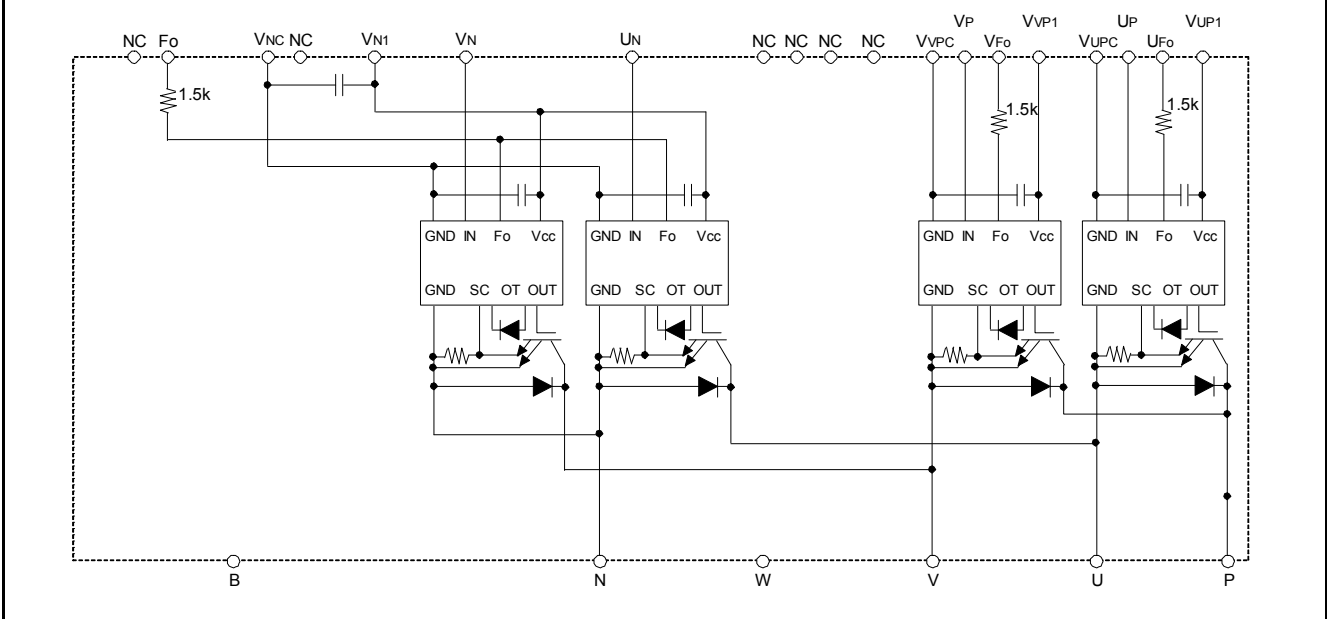 VP VVP1 UP VUP1
NC Fo VNC NC VN1 VN UN NC NC NC NC VVPC VFo VUPC UFo
1.5k 1.5k 1.5k
GND IN Fo Vcc GND IN Fo Vcc GND IN Fo Vcc GND IN Fo Vcc
GND SC OT OUT GND SC OT OUT GND SC OT OUT GND SC OT OUT
B N W V U P